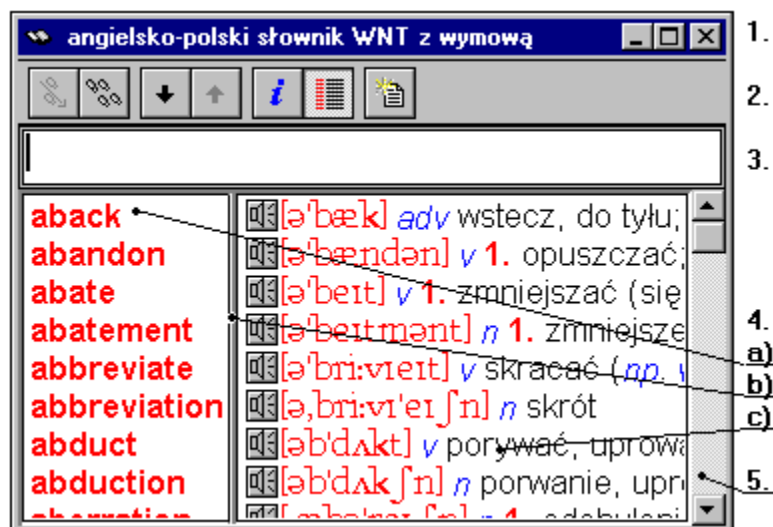 angielsko-polski słownik WNT z wymową
1.
2.
i
3.
aback [ə'bæk] adv wstecz, do tyłu;
abandon [ə'bændən] v 1. opuszczać;
abate [ə'beɪt] v 1. zmniejszać (się
4.
abatement [ə'beɪtmənt] n 1. zmniejsze
a)
abbreviate [ə'bri:vɪeɪt] v skracać (np.
b)
abbreviation [ə,bri:vɪ'eɪʃn] n skrót
c)
abduct [əb'dʌkt] v porywać, uprowa
abduction [əb'dʌkʃn] n porwanie, upr
5.